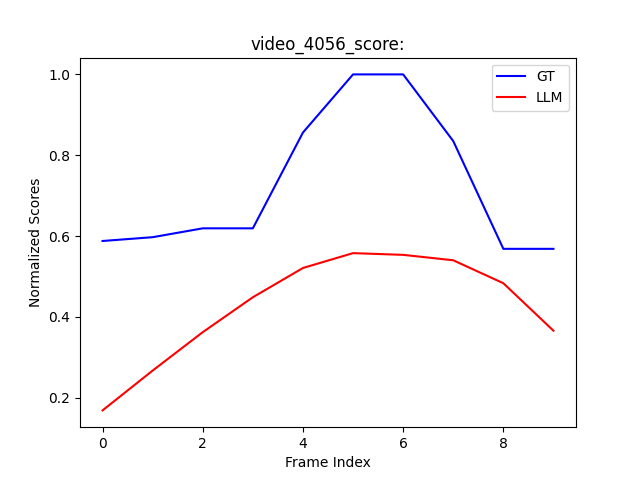 video_4056_score:
GT
LLM
1.0
0.8
0.6
0.4
0.2
Normalized Scores
0 2 4 6 8
Frame Index